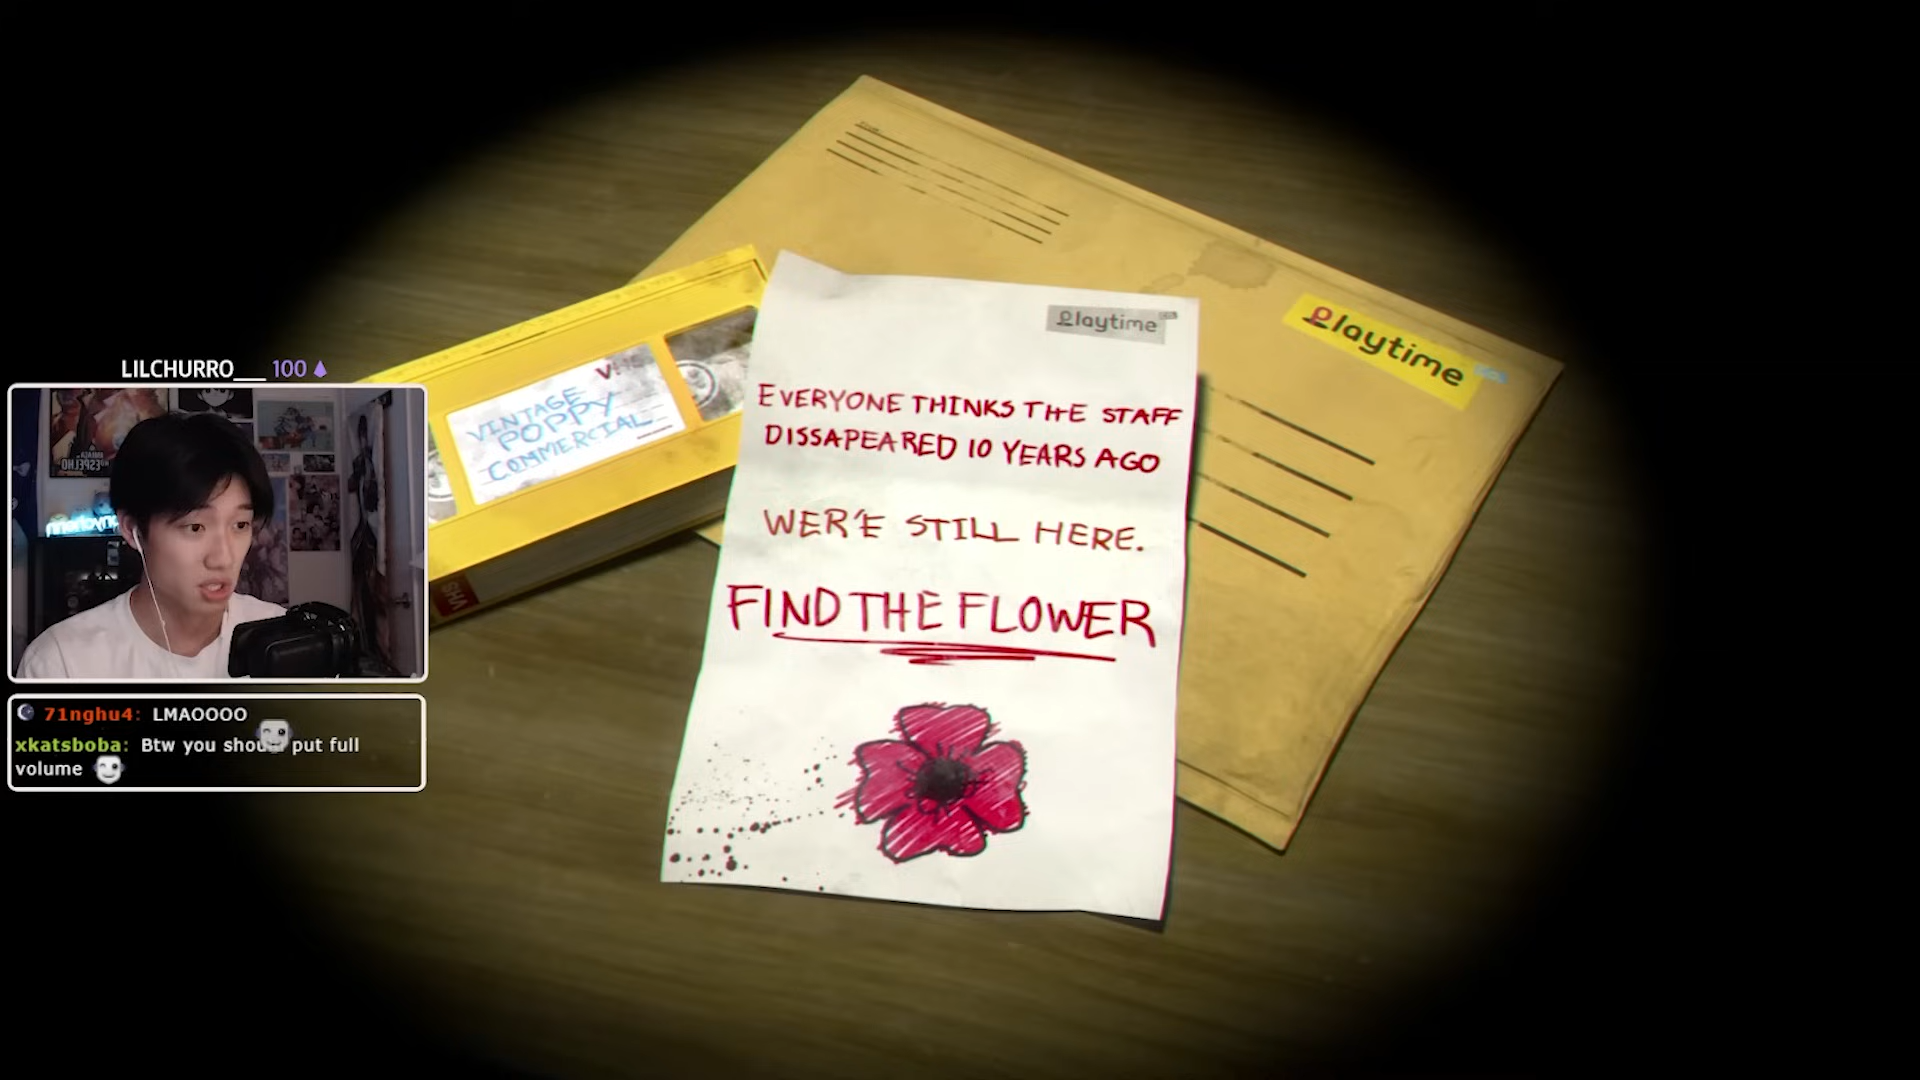 Playtime
Playtime
VHS
VINTAGE
POPPY
COMMERCIAL
VHS
EVERYONE THINKS THE STAFF
DISSAPEARED 10 YEARS AGO
WER'E STILL HERE.
FIND THE FLOWER
LILCHURRO___ 100
71nghu4: LMAOOOO
xkatsboba: Btw you should put full
volume